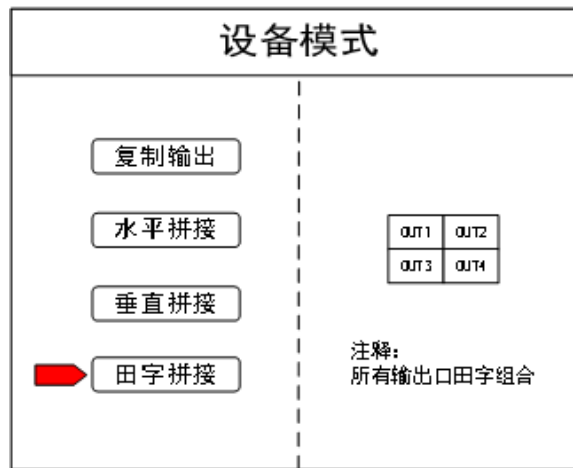 设备模式
复制输出
水平拼接
垂直拼接
田字拼接
OUT1 OUT2
OUT3 OUT4
注释：
所有输出口田字组合